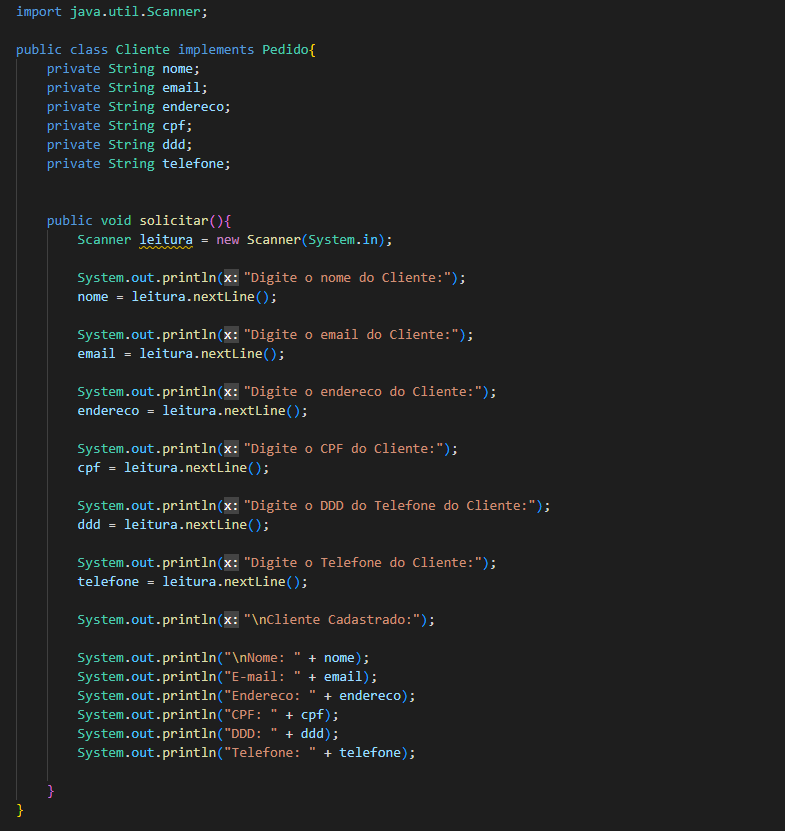 import java.util.Scanner;
public class Cliente implements Pedido{
private String nome;
private String email;
private String endereco;
private String cpf;
private String ddd;
private String telefone;
public void solicitar(){
Scanner leitura = new Scanner(System.in);
System.out.println(x: "Digite o nome do Cliente:");
nome = leitura.nextLine();
System.out.println(x: "Digite o email do Cliente:");
email = leitura.nextLine();
System.out.println(x: "Digite o endereco do Cliente:");
endereco = leitura.nextLine();
System.out.println(x: "Digite o CPF do Cliente:");
cpf = leitura.nextLine();
System.out.println(x: "Digite o DDD do Telefone do Cliente:");
ddd = leitura.nextLine();
System.out.println(x: "Digite o Telefone do Cliente:");
telefone = leitura.nextLine();
System.out.println(x: "\nCliente Cadastrado:");
System.out.println("\nNome: " + nome);
System.out.println("E-mail: " + email);
System.out.println("Endereco: " + endereco);
System.out.println("CPF: " + cpf);
System.out.println("DDD: " + ddd);
System.out.println("Telefone: " + telefone);
}
}